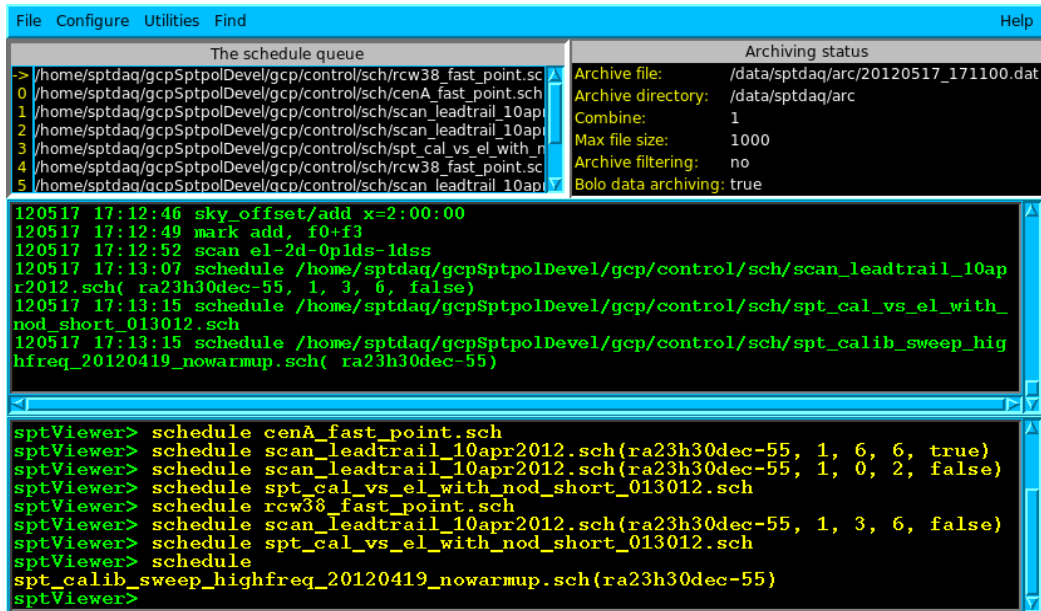 File Configure Utilities Find Help
The schedule queue
-> /home/sptdaq/gcpSptpolDevel/gcp/control/sch/rcw38_fast_point.sc
0 /home/sptdaq/gcpSptpolDevel/gcp/control/sch/cenA_fast_point.sch
1 /home/sptdaq/gcpSptpolDevel/gcp/control/sch/scan_leadtrail_10apr
2 /home/sptdaq/gcpSptpolDevel/gcp/control/sch/scan_leadtrail_10apr
3 /home/sptdaq/gcpSptpolDevel/gcp/control/sch/spt_cal_vs_el_with_n
4 /home/sptdaq/gcpSptpolDevel/gcp/control/sch/rcw38_fast_point.sc
5 /home/sptdaq/gcpSptpolDevel/gcp/control/sch/scan_leadtrail_10apr
Archiving status
Archive file: /data/sptdaq/arc/20120517_171100.dat
Archive directory: /data/sptdaq/arc
Combine: 1
Max file size: 1000
Archive filtering: no
Bolo data archiving: true
120517 17:12:46 sky_offset/add x=2:00:00
120517 17:12:49 mark add, f0+f3
120517 17:12:52 scan el-2d-0p1ds-1dss
120517 17:13:07 schedule /home/sptdaq/gcpSptpolDevel/gcp/control/sch/scan_leadtrail_10ap
r2012.sch( ra23h30dec-55, 1, 3, 6, false)
120517 17:13:15 schedule /home/sptdaq/gcpSptpolDevel/gcp/control/sch/spt_cal_vs_el_with_
nod_short_013012.sch
120517 17:13:15 schedule /home/sptdaq/gcpSptpolDevel/gcp/control/sch/spt_calib_sweep_hig
hfreq_20120419_nowarmup.sch( ra23h30dec-55)
sptViewer> schedule cenA_fast_point.sch
sptViewer> schedule scan_leadtrail_10apr2012.sch(ra23h30dec-55, 1, 6, 6, true)
sptViewer> schedule scan_leadtrail_10apr2012.sch(ra23h30dec-55, 1, 0, 2, false)
sptViewer> schedule spt_cal_vs_el_with_nod_short_013012.sch
sptViewer> schedule rcw38_fast_point.sch
sptViewer> schedule scan_leadtrail_10apr2012.sch(ra23h30dec-55, 1, 3, 6, false)
sptViewer> schedule spt_cal_vs_el_with_nod_short_013012.sch
sptViewer> schedule
spt_calib_sweep_highfreq_20120419_nowarmup.sch(ra23h30dec-55)
sptViewer>